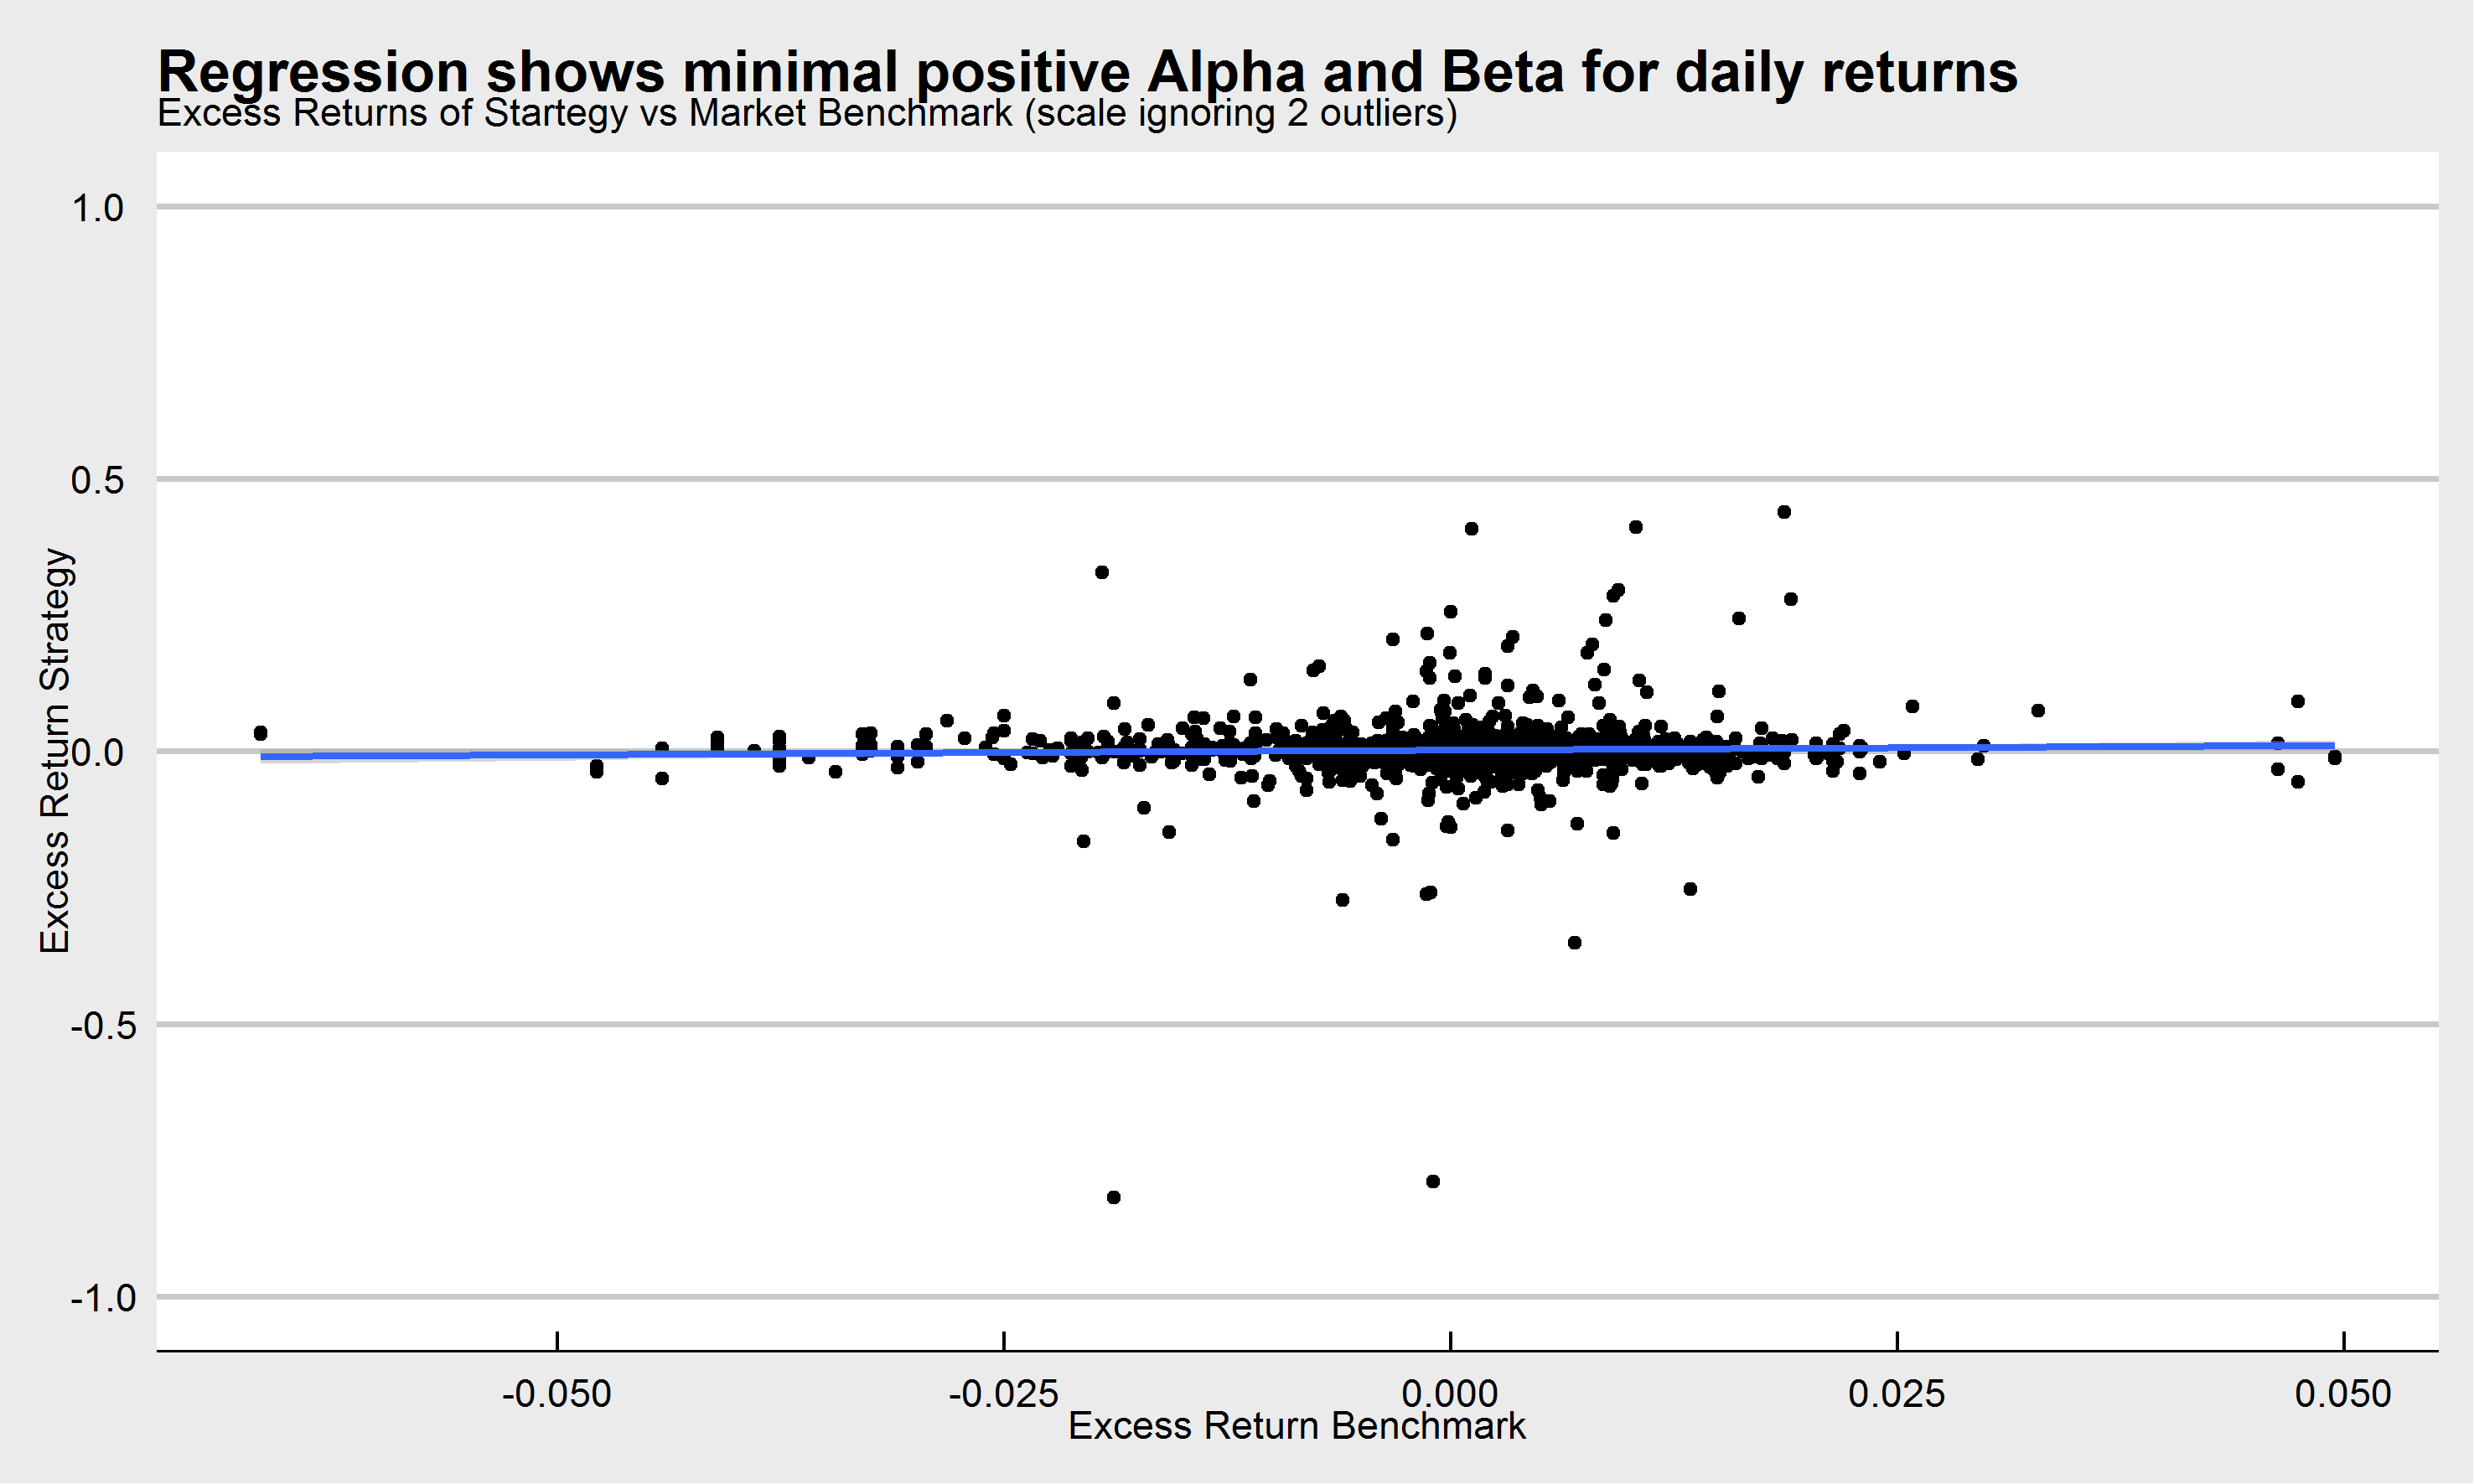 Regression shows minimal positive Alpha and Beta for daily returns
Excess Returns of Startegy vs Market Benchmark (scale ignoring 2 outliers)
1.0
0.5
0.0
-0.5
-1.0
Excess Return Strategy
-0.050
-0.025
0.000
0.025
0.050
Excess Return Benchmark